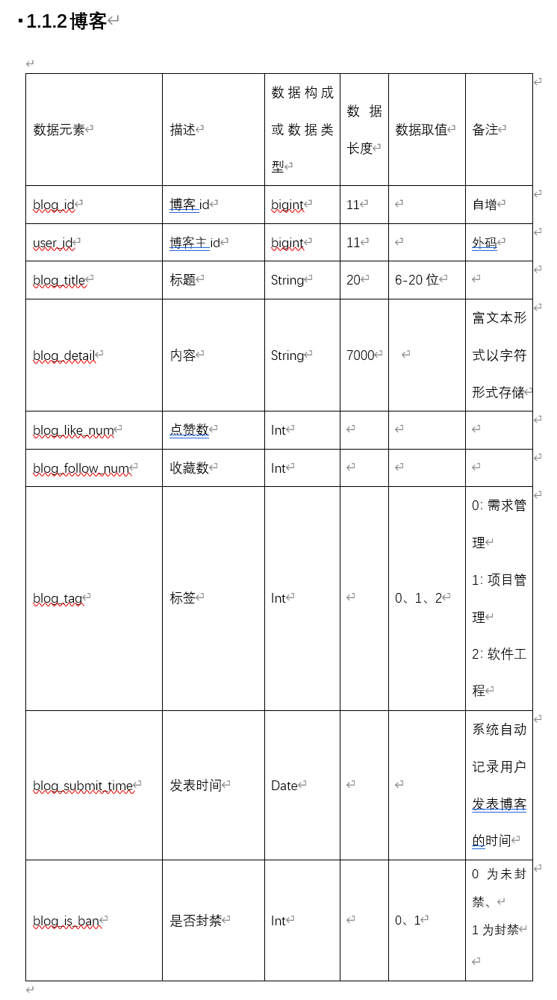 1.1.2博客
数据元素 描述 数据构成或数据类型 数据长度 数据取值 备注
blog_id 博客 id bigint 11 自增
user_id 博客主 id bigint 11 外码
blog_title 标题 String 20 6-20 位
blog_detail 内容 String 7000 富文本形式以字符形式存储
blog_like_num 点赞数 Int
blog_follow_num 收藏数 Int
blog_tag 标签 Int 0、1、2 0：需求管理
1：项目管理
2：软件工程
blog_submit_time 发表时间 Date 系统自动记录用户发表博客的时间
blog_is_ban 是否封禁 Int 0、1 0 为未封禁、
1 为封禁